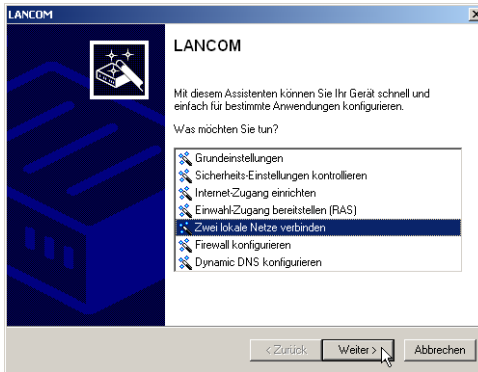 LANCOM
LANCOM
Mit diesem Assistenten können Sie Ihr Gerät schnell und
einfach für bestimmte Anwendungen konfigurieren.
Was möchten Sie tun?
Grundeinstellungen
Sicherheits-Einstellungen kontrollieren
Internet-Zugang einrichten
Einwahl-Zugang bereitstellen (RAS)
Zwei lokale Netze verbinden
Firewall konfigurieren
Dynamic DNS konfigurieren
< Zurück
Weiter >
Abbrechen